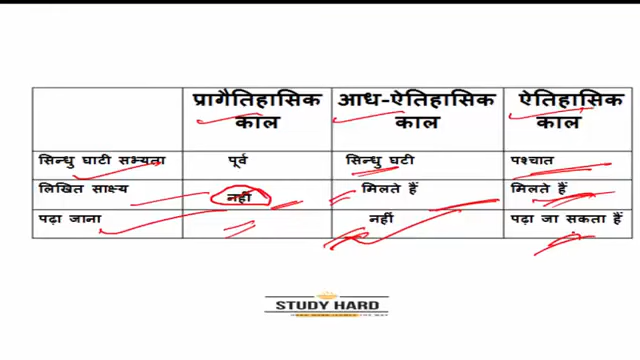 प्रागैतिहासिक काल
आध-ऐतिहासिक काल
ऐतिहासिक काल
सिन्धु घाटी सभ्यता पूर्व सिन्धु घटी पश्चात
लिखित साक्ष्य नहीं मिलते हैं मिलते हैं
पढ़ा जाना नहीं पढ़ा जा सकता हैं
STUDY HARD